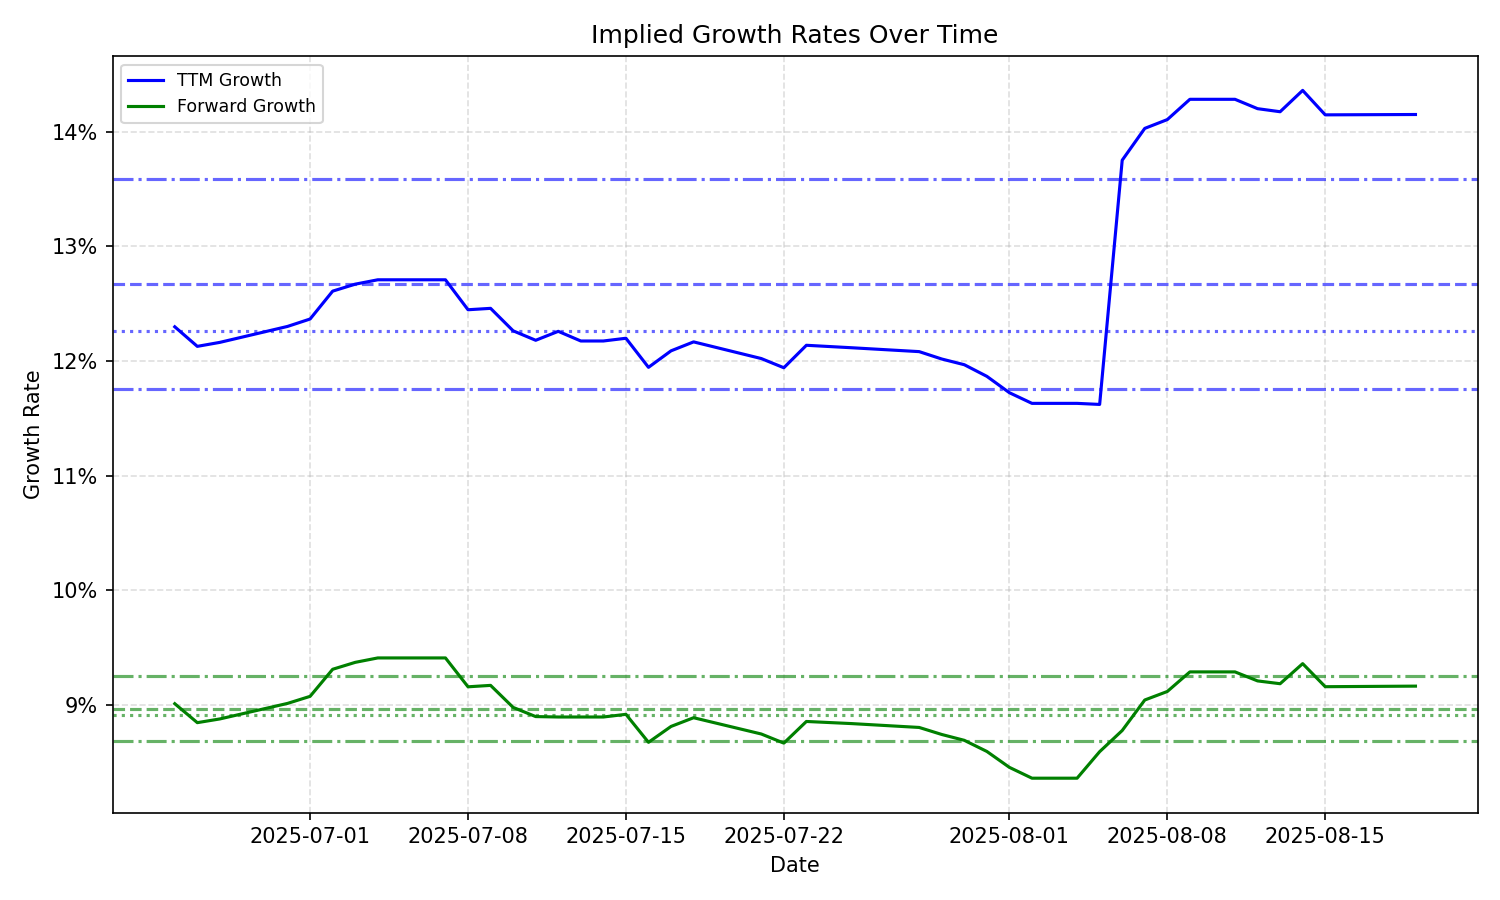 Implied Growth Rates Over Time
TTM Growth
Forward Growth
14%
13%
12%
11%
10%
9%
Growth Rate
2025-07-01
2025-07-08
2025-07-15
2025-07-22
2025-08-01
2025-08-08
2025-08-15
Date